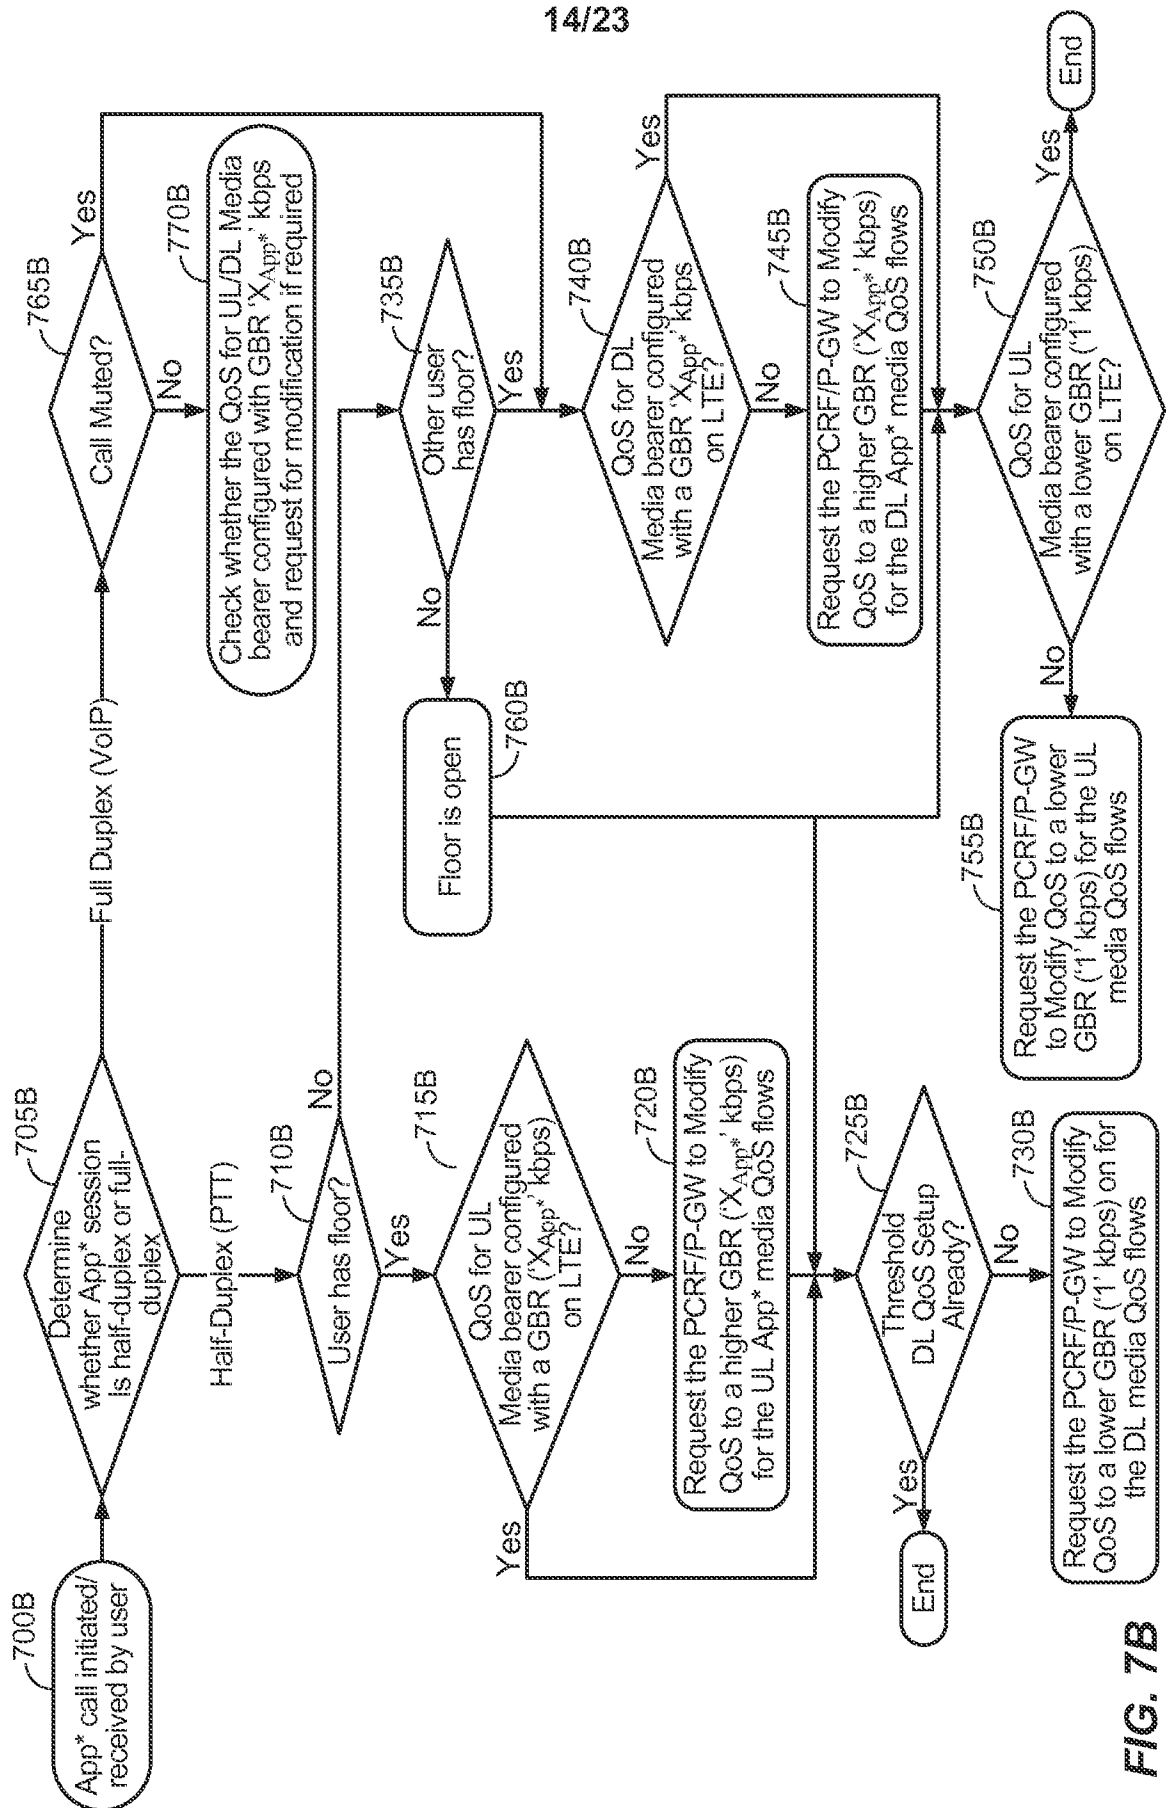 14/23
700B
App* call initiated/
received by user
705B
Determine
whether App* session
Is half-duplex or full-
duplex
Full Duplex (VoIP)
765B
Call Muted?
Yes
No
770B
Check whether the QoS for UL/DL Media
bearer configured with GBR 'XApp*' kbps
and request for modification if required
Half-Duplex (PTT)
710B
User has floor?
No
Yes
735B
Other user
has floor?
No
Yes
760B
Floor is open
715B
QoS for UL
Media bearer configured
with a GBR ('XApp*' kbps)
on LTE?
Yes
No
720B
Request the PCRF/P-GW to Modify
QoS to a higher GBR ('XApp*' kbps)
for the UL App* media QoS flows
725B
Threshold
DL QoS Setup
Already?
Yes
End
No
730B
Request the PCRF/P-GW to Modify
QoS to a lower GBR ('1' kbps) on for
the DL media QoS flows
740B
QoS for DL
Media bearer configured
with a GBR 'XApp*' kbps
on LTE?
Yes
No
745B
Request the PCRF/P-GW to Modify
QoS to a higher GBR ('XApp*' kbps)
for the DL App* media QoS flows
750B
QoS for UL
Media bearer configured
with a lower GBR ('1' kbps)
on LTE?
Yes
End
No
755B
Request the PCRF/P-GW
to Modify QoS to a lower
GBR ('1' kbps) for the UL
media QoS flows
FIG. 7B